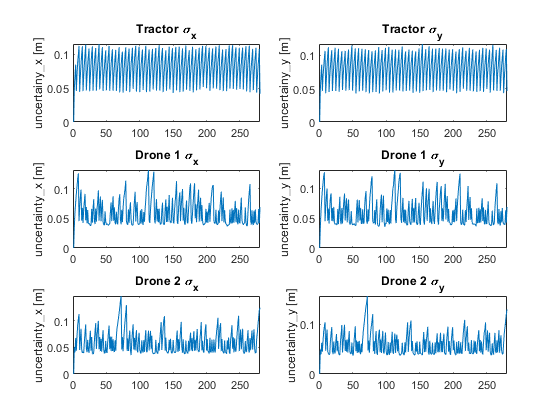 Tractor σx
Tractor σy
uncertainty_x [m]
0.1
0.05
0
0 50 100 150 200 250
uncertainty_y [m]
0.1
0.05
0
0 50 100 150 200 250
Drone 1 σx
Drone 1 σy
uncertainty_x [m]
0.1
0.05
0
0 50 100 150 200 250
uncertainty_y [m]
0.1
0.05
0
0 50 100 150 200 250
Drone 2 σx
Drone 2 σy
uncertainty_x [m]
0.1
0.05
0
0 50 100 150 200 250
uncertainty_y [m]
0.1
0
0 50 100 150 200 250